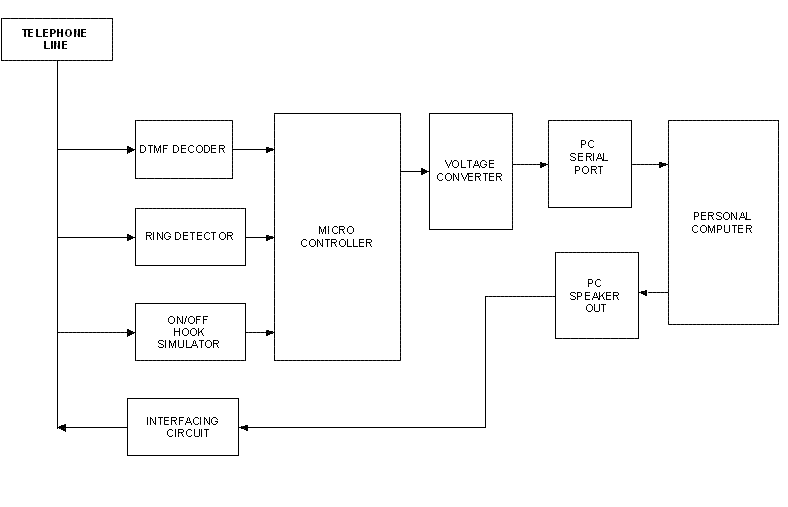 TELEPHONE
LINE
DTMF DECODER
RING DETECTOR
ON/OFF
HOOK
SIMULATOR
INTERFACING
CIRCUIT
MICRO
CONTROLLER
VOLTAGE
CONVERTER
PC
SERIAL
PORT
PERSONAL
COMPUTER
PC
SPEAKER
OUT